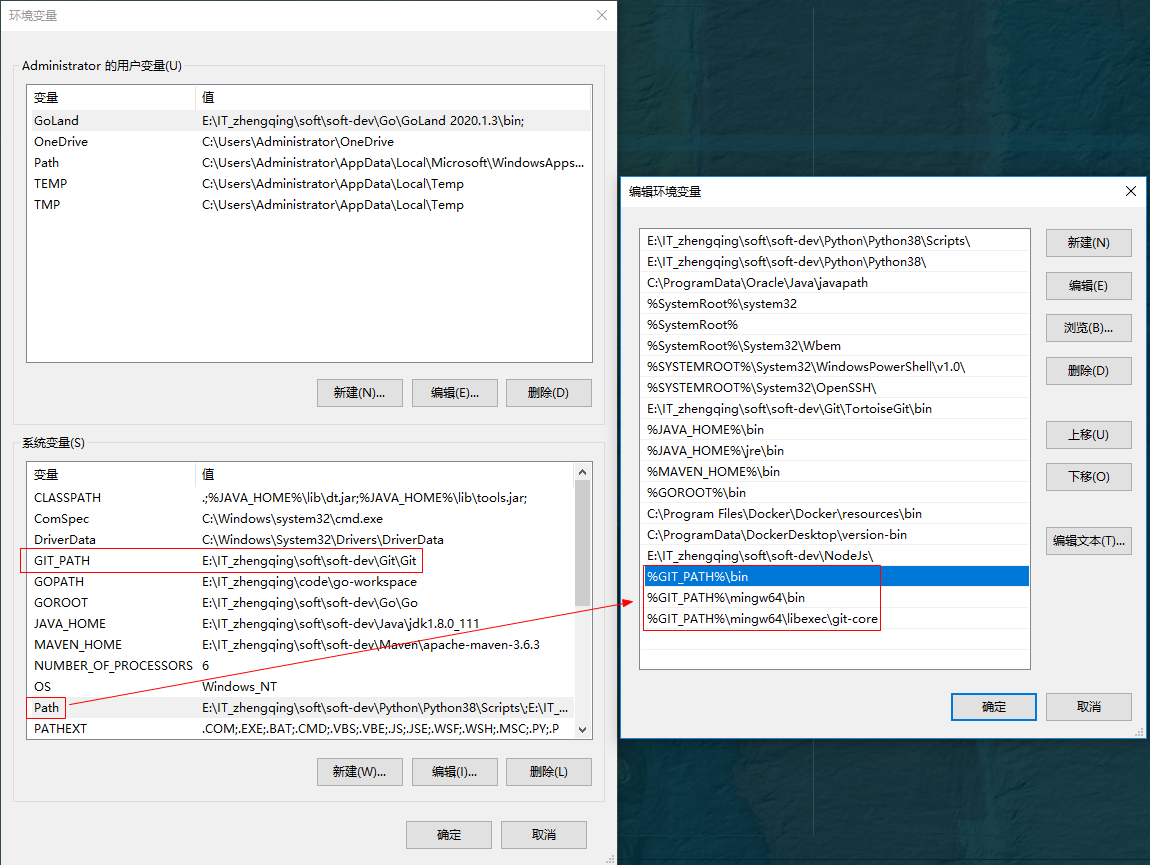 环境变量
Administrator 的用户变量(U)
变量 值
GoLand E:\IT_zhengqing\soft\soft-dev\Go\GoLand 2020.1.3\bin;
OneDrive C:\Users\Administrator\OneDrive
Path C:\Users\Administrator\AppData\Local\Microsoft\WindowsApps...
TEMP C:\Users\Administrator\AppData\Local\Temp
TMP C:\Users\Administrator\AppData\Local\Temp
新建(N)... 编辑(E)... 删除(D)
系统变量(S)
变量 值
CLASSPATH .;%JAVA_HOME%\lib\dt.jar;%JAVA_HOME%\lib\tools.jar;
ComSpec C:\Windows\system32\cmd.exe
DriverData C:\Windows\System32\Drivers\DriverData
GIT_PATH E:\IT_zhengqing\soft\soft-dev\Git\Git
GOPATH E:\IT_zhengqing\code\go-workspace
GOROOT E:\IT_zhengqing\soft\soft-dev\Go\Go
JAVA_HOME E:\IT_zhengqing\soft\soft-dev\Java\jdk1.8.0_111
MAVEN_HOME E:\IT_zhengqing\soft\soft-dev\Maven\apache-maven-3.6.3
NUMBER_OF_PROCESSORS 6
OS Windows_NT
Path E:\IT_zhengqing\soft\soft-dev\Python\Python38\Scripts\;E:\IT_...
PATHEXT .COM;.EXE;.BAT;.CMD;.VBS;.VBE;.JS;.JSE;.WSF;.WSH;.MSC;.PY;.P
新建(W)... 编辑(I)... 删除(L)
确定 取消
编辑环境变量
E:\IT_zhengqing\soft\soft-dev\Python\Python38\Scripts\
E:\IT_zhengqing\soft\soft-dev\Python\Python38\
C:\ProgramData\Oracle\Java\javapath
%SystemRoot%\system32
%SystemRoot%
%SystemRoot%\System32\Wbem
%SYSTEMROOT%\System32\WindowsPowerShell\v1.0\
%SYSTEMROOT%\System32\OpenSSH\
E:\IT_zhengqing\soft\soft-dev\Git\TortoiseGit\bin
%JAVA_HOME%\bin
%JAVA_HOME%\jre\bin
%MAVEN_HOME%\bin
%GOROOT%\bin
C:\Program Files\Docker\Docker\resources\bin
C:\ProgramData\DockerDesktop\version-bin
E:\IT_zhengqing\soft\soft-dev\NodeJs\
%GIT_PATH%\bin
%GIT_PATH%\mingw64\bin
%GIT_PATH%\mingw64\libexec\git-core
新建(N)
编辑(E)
浏览(B)...
删除(D)
上移(U)
下移(O)
编辑文本(T)...
确定 取消